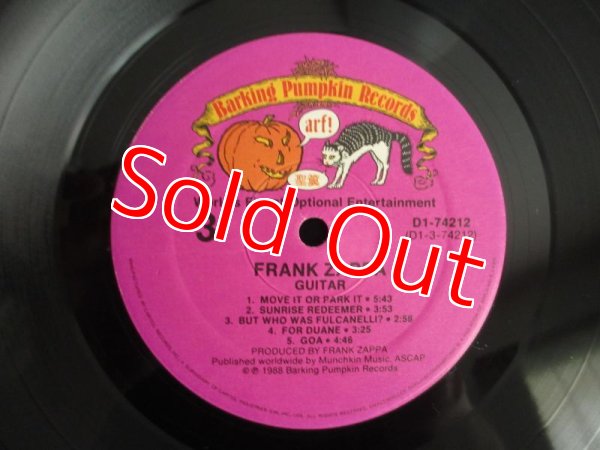 Barking Pumpkin Records
arf!
Optional Entertainment
3
D1-74212
(D1-3-74212)
FRANK ZAPPA
GUITAR
1. MOVE IT OR PARK IT • 5:43
2. SUNRISE REDEEMER • 3:53
3. BUT WHO WAS FULCANELLI? • 2:58
4. FOR DUANE • 3:25
5. GOA • 4:46
PRODUCED BY FRANK ZAPPA
Published worldwide by Munchkin Music, ASCAP
© ℗ 1988 Barking Pumpkin Records
Sold Out